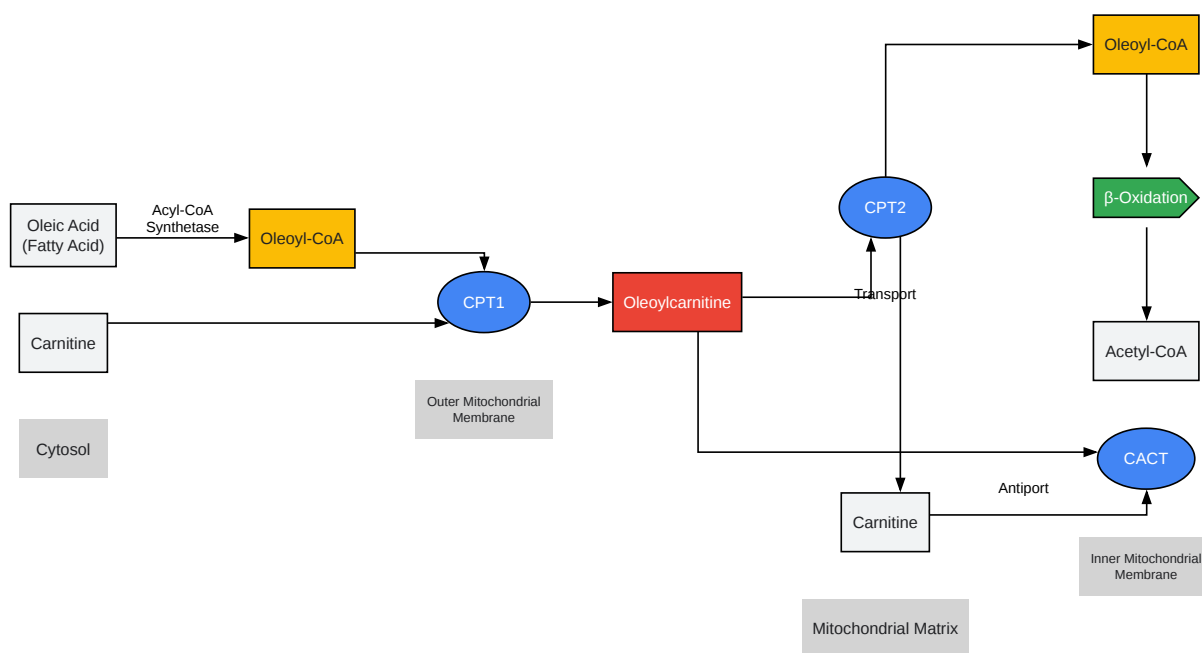 Oleoyl-CoA
CPT2
β-Oxidation
Acyl-CoA
Synthetase
Oleic Acid
(Fatty Acid)
Oleoyl-CoA
CPT1
Oleoylcarnitine
Transport
Carnitine
Acetyl-CoA
Outer Mitochondrial
Membrane
Cytosol
CACT
Antiport
Carnitine
Inner Mitochondrial
Membrane
Mitochondrial Matrix